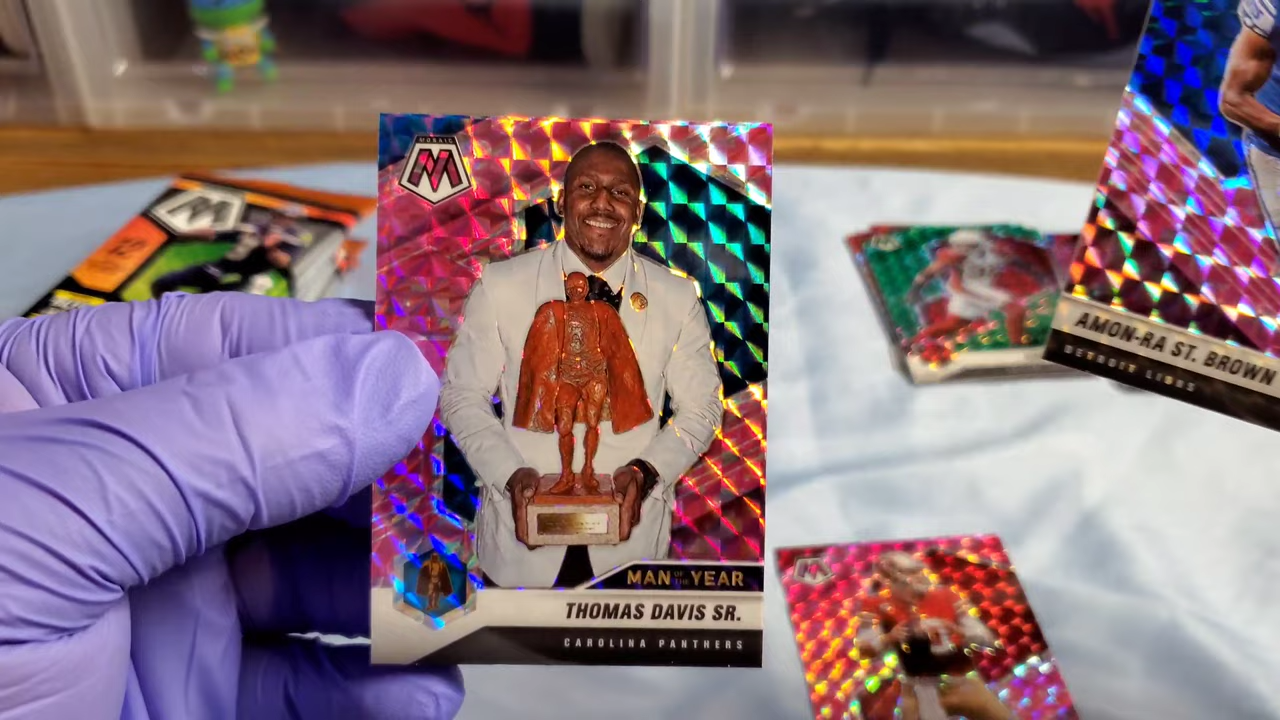 MOSAIC
M
MAN OF THE YEAR
THOMAS DAVIS SR.
CAROLINA PANTHERS
AMON-RA ST. BROWN
DETROIT LIONS